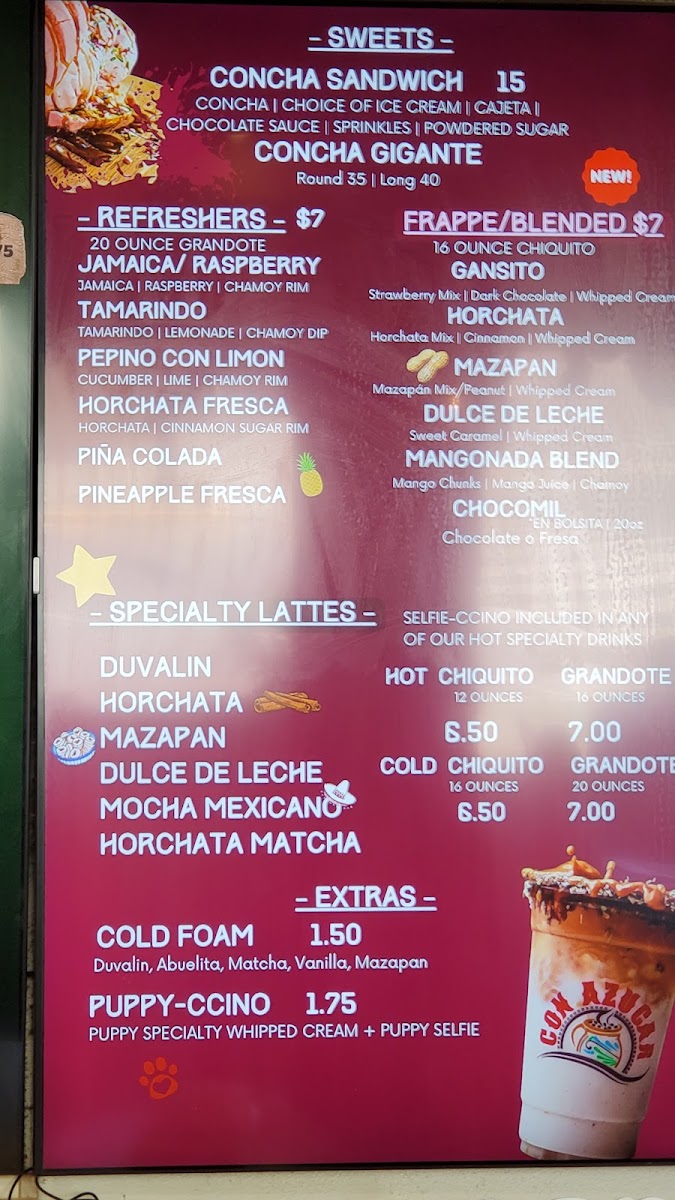 - SWEETS -
CONCHA SANDWICH 15
CONCHA | CHOICE OF ICE CREAM | CAJETA |
CHOCOLATE SAUCE | SPRINKLES | POWDERED SUGAR
CONCHA GIGANTE
Round 35 | Long 40
NEW!
- REFRESHERS - $7
20 OUNCE GRANDOTE
JAMAICA/ RASPBERRY
JAMAICA | RASPBERRY | CHAMOY RIM
TAMARINDO
TAMARINDO | LEMONADE | CHAMOY DIP
PEPINO CON LIMON
CUCUMBER | LIME | CHAMOY RIM
HORCHATA FRESCA
HORCHATA | CINNAMON SUGAR RIM
PIÑA COLADA
PINEAPPLE FRESCA
FRAPPE/BLENDED $7
16 OUNCE CHIQUITO
GANSITO
Strawberry Mix | Dark Chocolate | Whipped Cream
HORCHATA
Horchata Mix | Cinnamon | Whipped Cream
MAZAPAN
Mazapán Mix/Peanut | Whipped Cream
DULCE DE LECHE
Sweet Caramel | Whipped Cream
MANGONADA BLEND
Mango Chunks | Mango Juice | Chamoy
CHOCOMIL
*EN BOLSITA | 20oz
Chocolate o Fresa
- SPECIALTY LATTES -
DUVALIN
HORCHATA
MAZAPAN
DULCE DE LECHE
MOCHA MEXICANO
HORCHATA MATCHA
SELFIE-CCINO INCLUDED IN ANY
OF OUR HOT SPECIALTY DRINKS
HOT CHIQUITO GRANDOTE
12 OUNCES 16 OUNCES
6.50 7.00
COLD CHIQUITO GRANDOTE
16 OUNCES 20 OUNCES
6.50 7.00
- EXTRAS -
COLD FOAM 1.50
Duvalin, Abuelita, Matcha, Vanilla, Mazapan
PUPPY-CCINO 1.75
PUPPY SPECIALTY WHIPPED CREAM + PUPPY SELFIE
CON AZUCAR